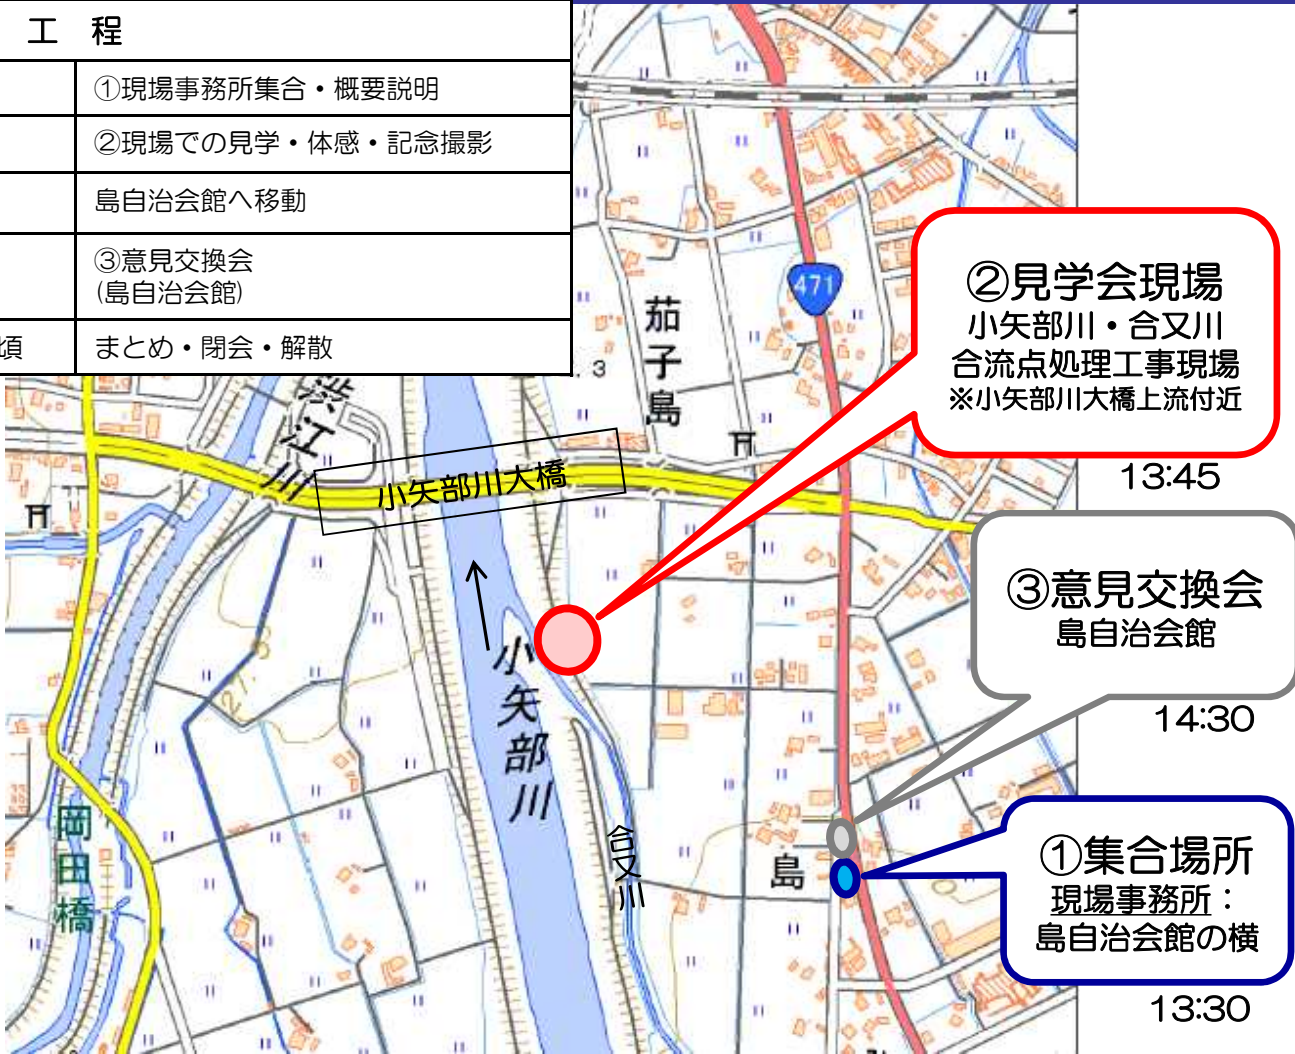 工 程
①現場事務所集合・概要説明
②現場での見学・体感・記念撮影
島自治会館へ移動
③意見交換会
(島自治会館)
頃 まとめ・閉会・解散
471
茄子島
. 3
渋江川
小矢部川大橋
②見学会現場
小矢部川・合又川
合流点処理工事現場
※小矢部川大橋上流付近
13:45
③意見交換会
島自治会館
14:30
小矢部川
合又川
岡田橋
島
①集合場所
現場事務所：
島自治会館の横
13:30